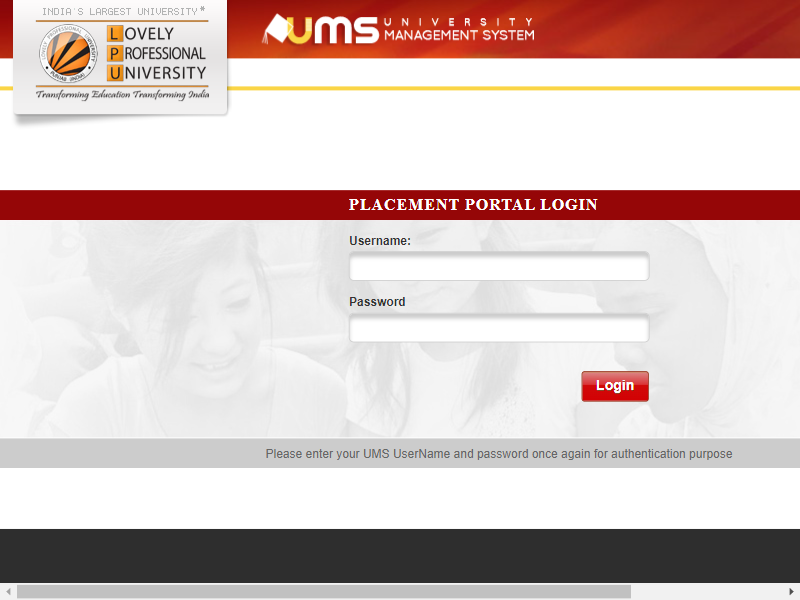 INDIA'S LARGEST UNIVERSITY*
LOVELY
PROFESSIONAL
UNIVERSITY
Transforming Education Transforming India
UMS UNIVERSITY
MANAGEMENT SYSTEM
PLACEMENT PORTAL LOGIN
Username:
Password
Login
Please enter your UMS UserName and password once again for authentication purpose